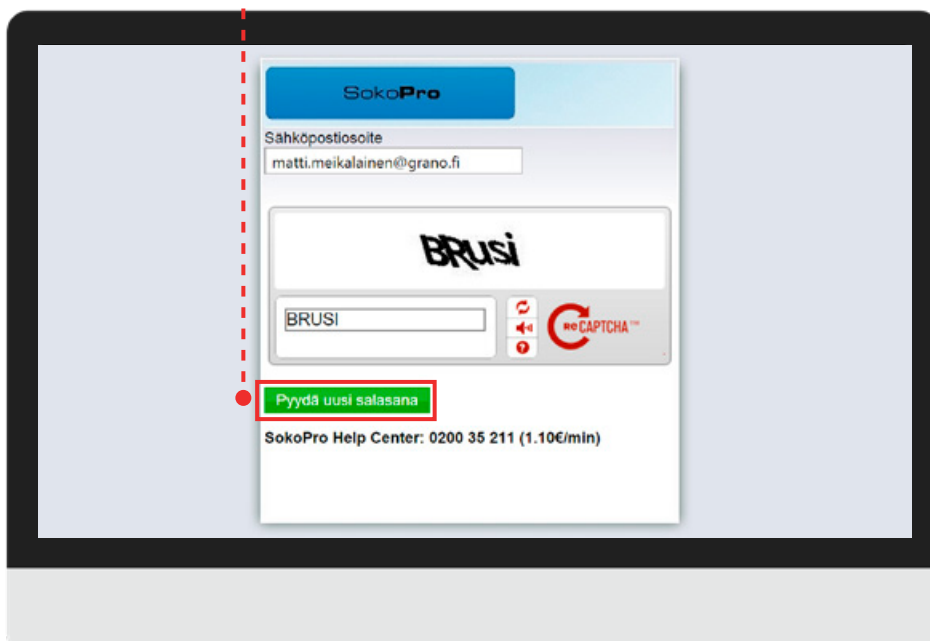 SokoPro
Sähköpostiosoite
matti.meikalainen@grano.fi
BRUSI
BRUSI
ReCAPTCHA™
Pyydä uusi salasana
SokoPro Help Center: 0200 35 211 (1.10€/min)